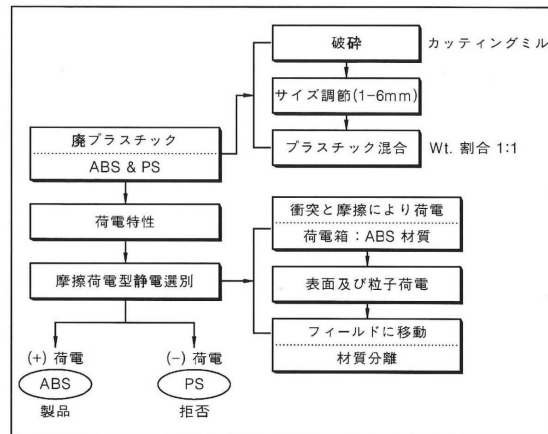 破砕
カッティングミル
サイズ調節(1-6mm)
プラスチック混合
Wt. 割合 1:1
廃プラスチック
ABS & PS
荷電特性
摩擦荷電型静電選別
衝突と摩擦により荷電
荷電箱：ABS 材質
表面及び粒子荷電
フィールドに移動
材質分離
(+) 荷電
ABS
製品
(-) 荷電
PS
拒否